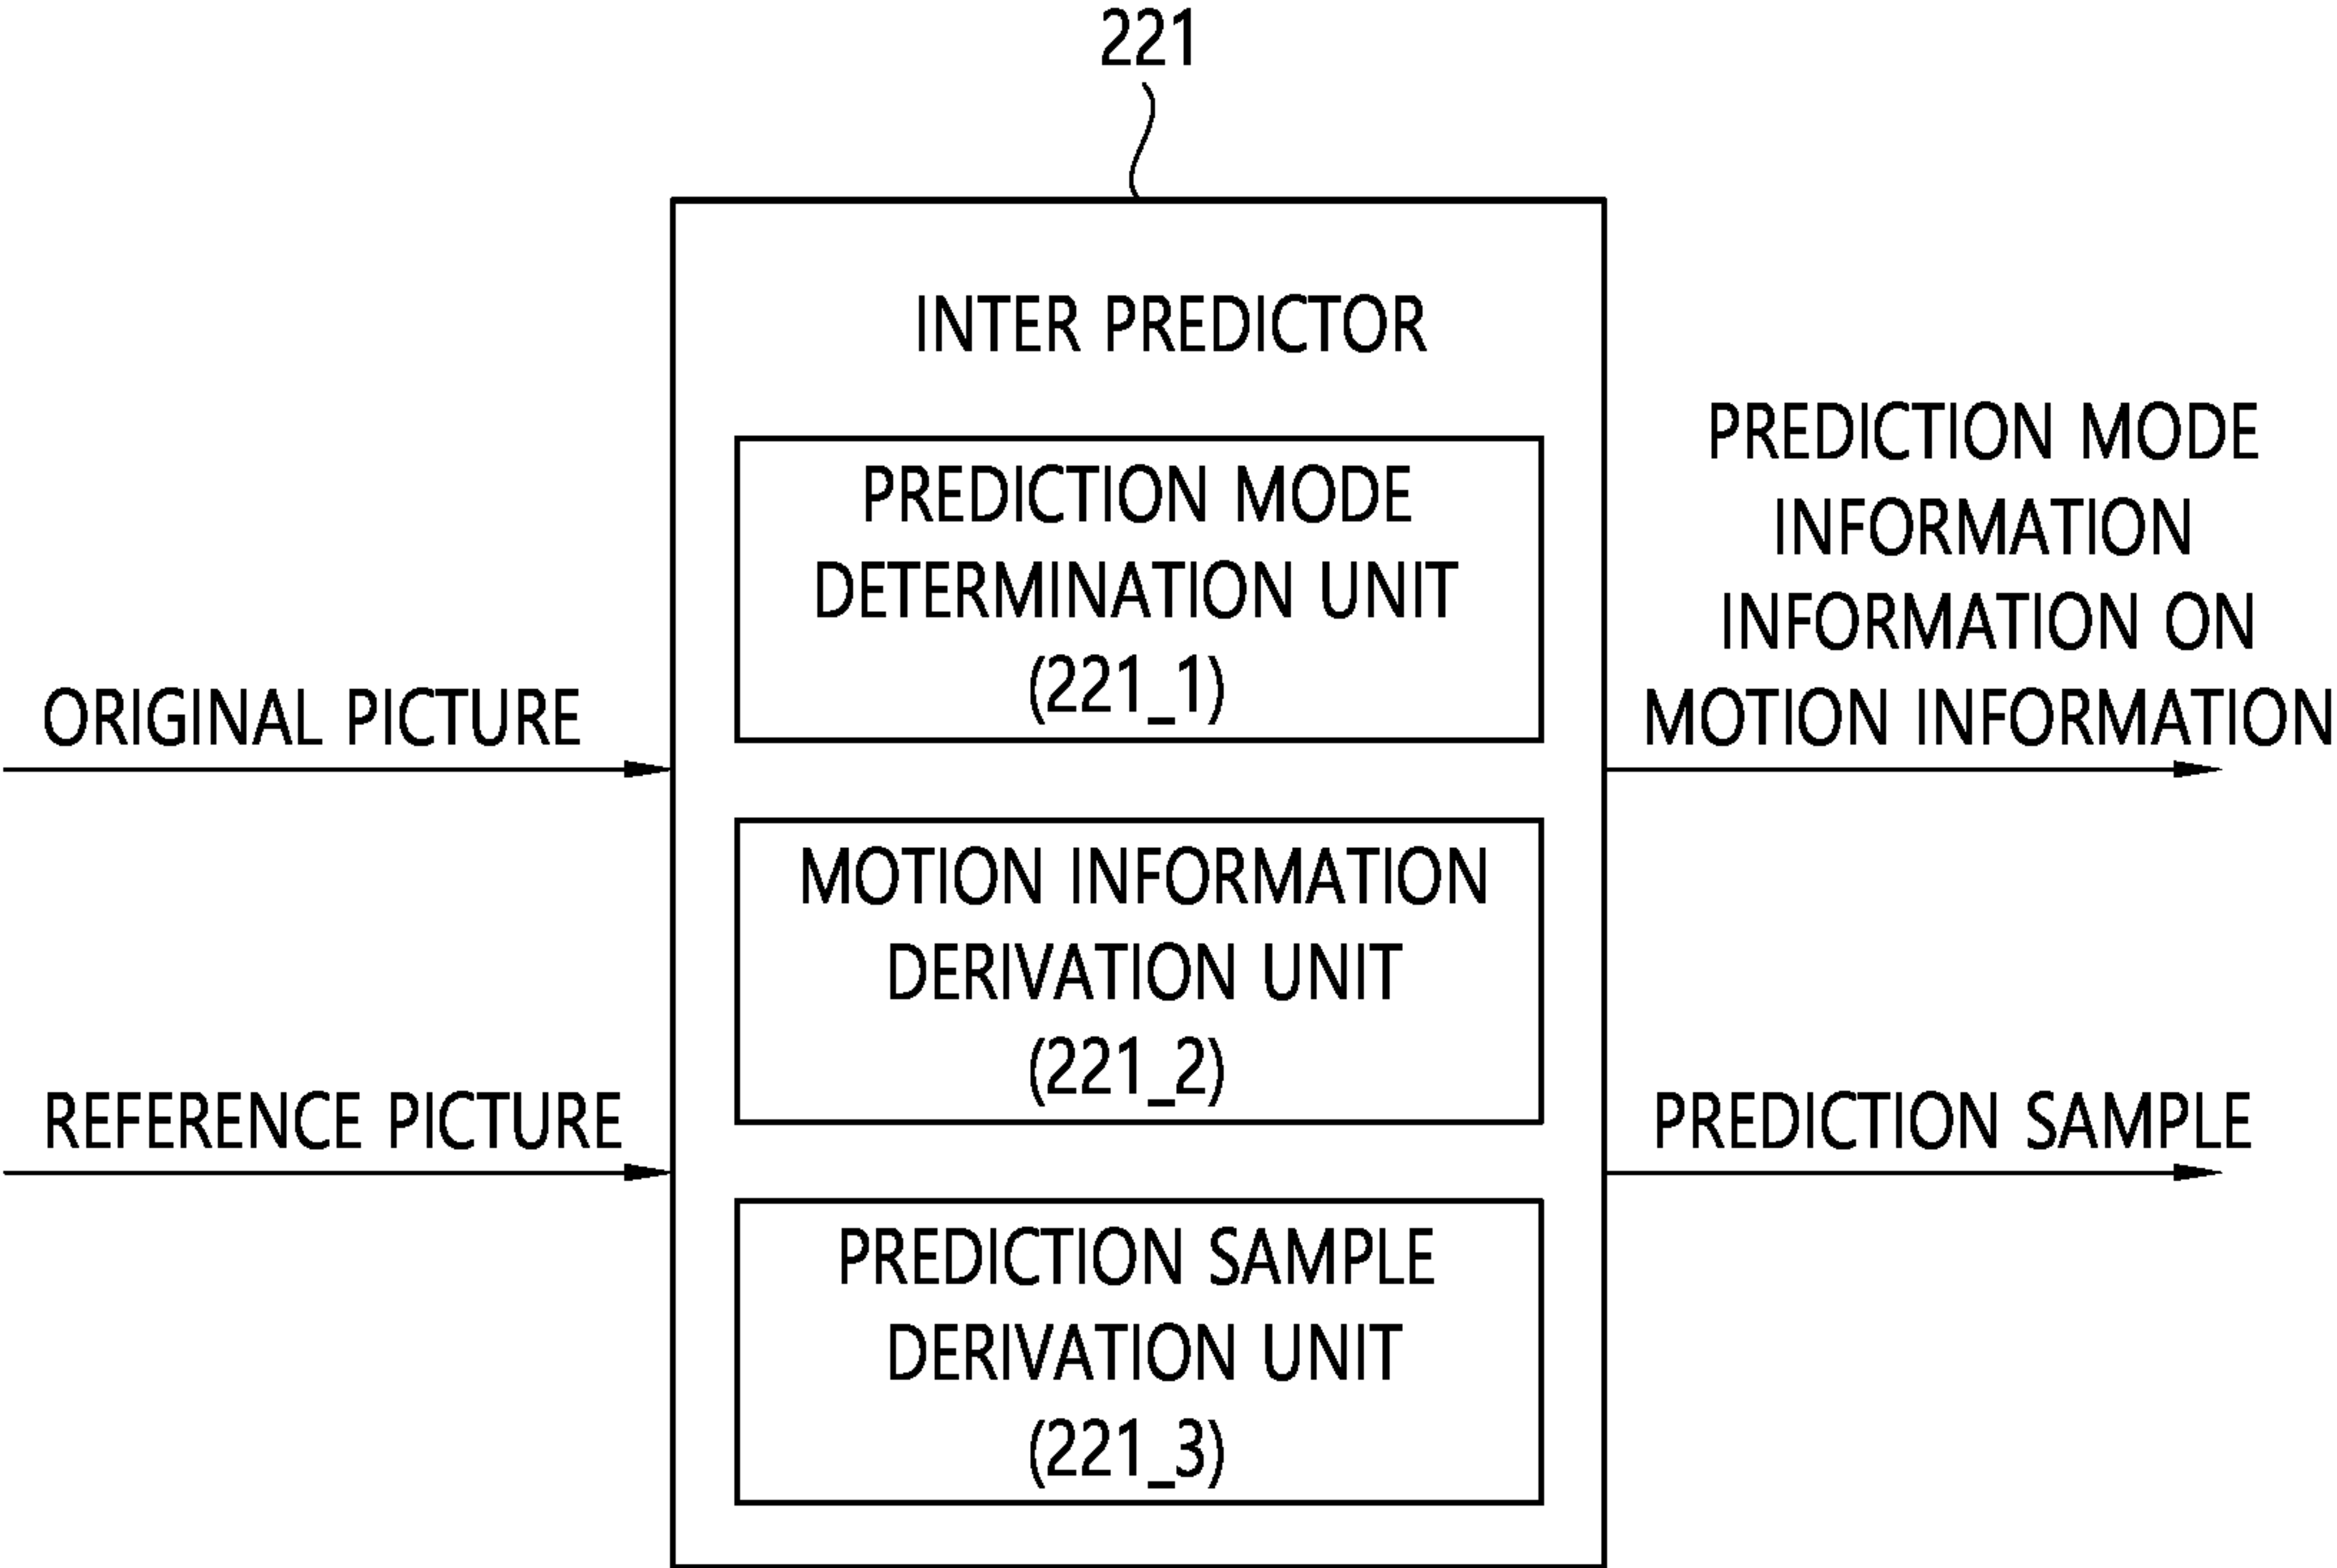 221
INTER PREDICTOR
PREDICTION MODE
DETERMINATION UNIT
(221_1)
MOTION INFORMATION
DERIVATION UNIT
(221_2)
PREDICTION SAMPLE
DERIVATION UNIT
(221_3)
ORIGINAL PICTURE
REFERENCE PICTURE
PREDICTION MODE
INFORMATION
INFORMATION ON
MOTION INFORMATION
PREDICTION SAMPLE